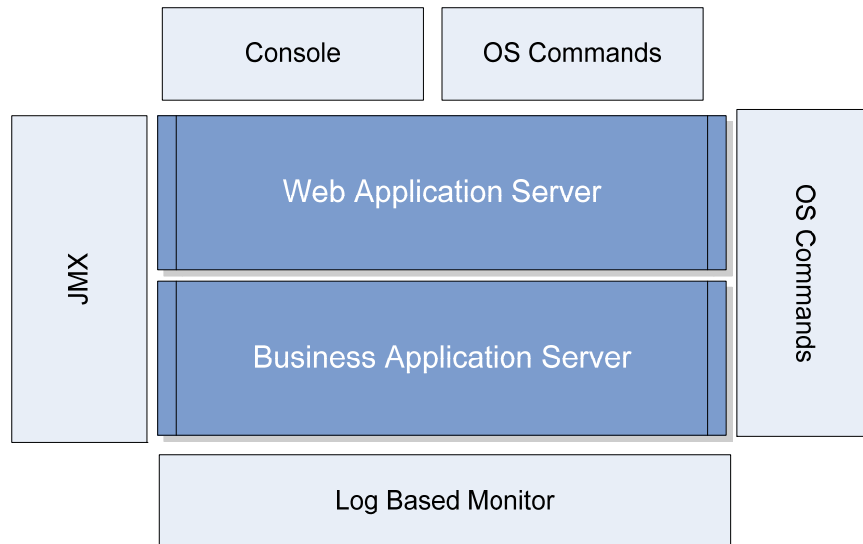 Console
OS Commands
JMX
Web Application Server
OS Commands
Business Application Server
Log Based Monitor